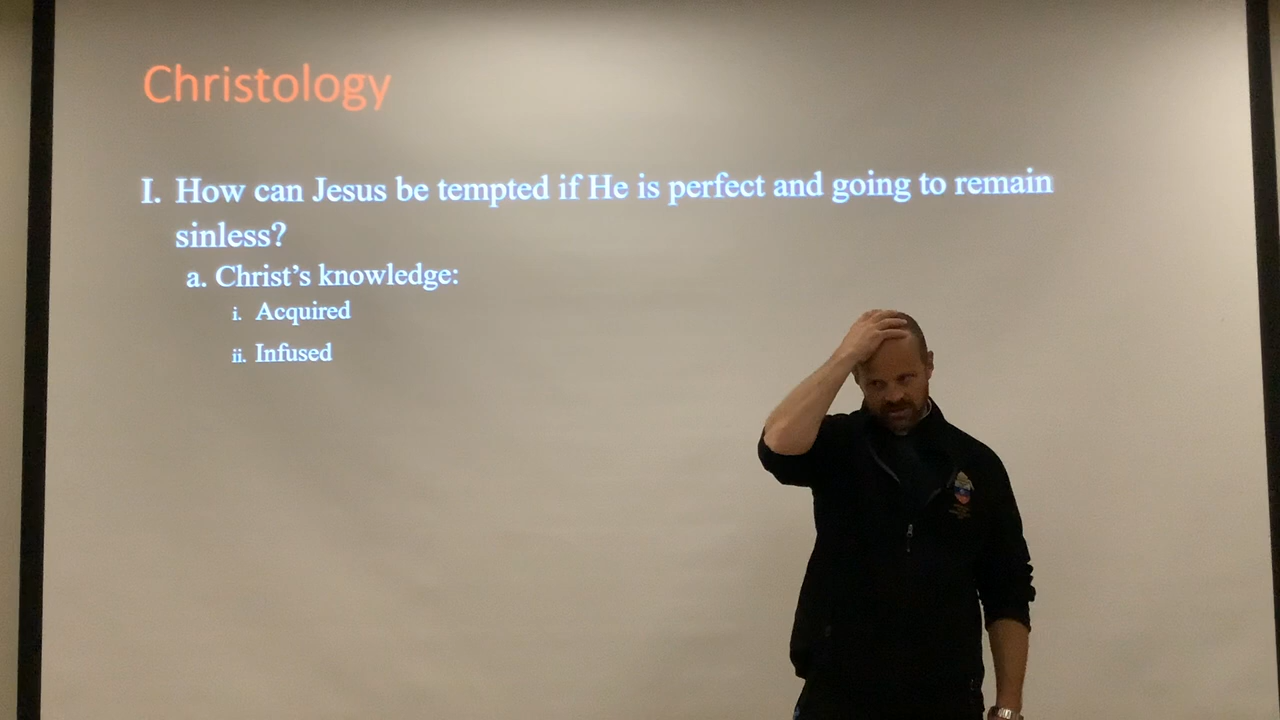 Christology
I. How can Jesus be tempted if He is perfect and going to remain
sinless?
a. Christ’s knowledge:
i. Acquired
ii. Infused